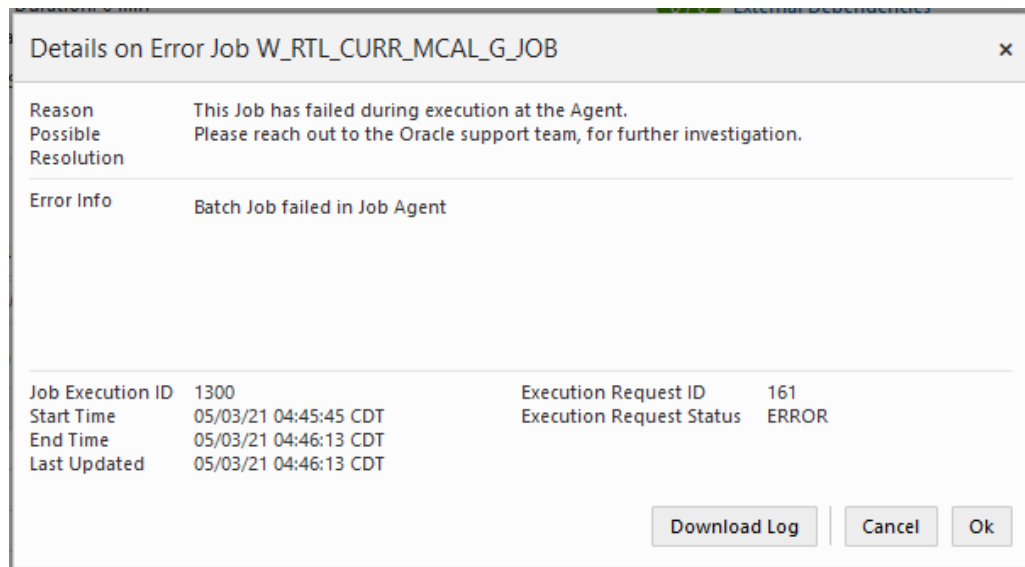 Details on Error Job W_RTL_CURR_MCAL_G_JOB ×
Reason This Job has failed during execution at the Agent.
Possible Resolution Please reach out to the Oracle support team, for further investigation.
Error Info Batch Job failed in Job Agent
Job Execution ID 1300 Execution Request ID 161
Start Time 05/03/21 04:45:45 CDT Execution Request Status ERROR
End Time 05/03/21 04:46:13 CDT
Last Updated 05/03/21 04:46:13 CDT
Download Log Cancel Ok